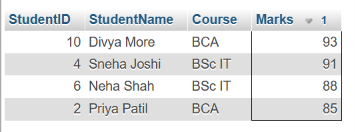 StudentID StudentName Course Marks 1
10 Divya More BCA 93
4 Sneha Joshi BSc IT 91
6 Neha Shah BSc IT 88
2 Priya Patil BCA 85